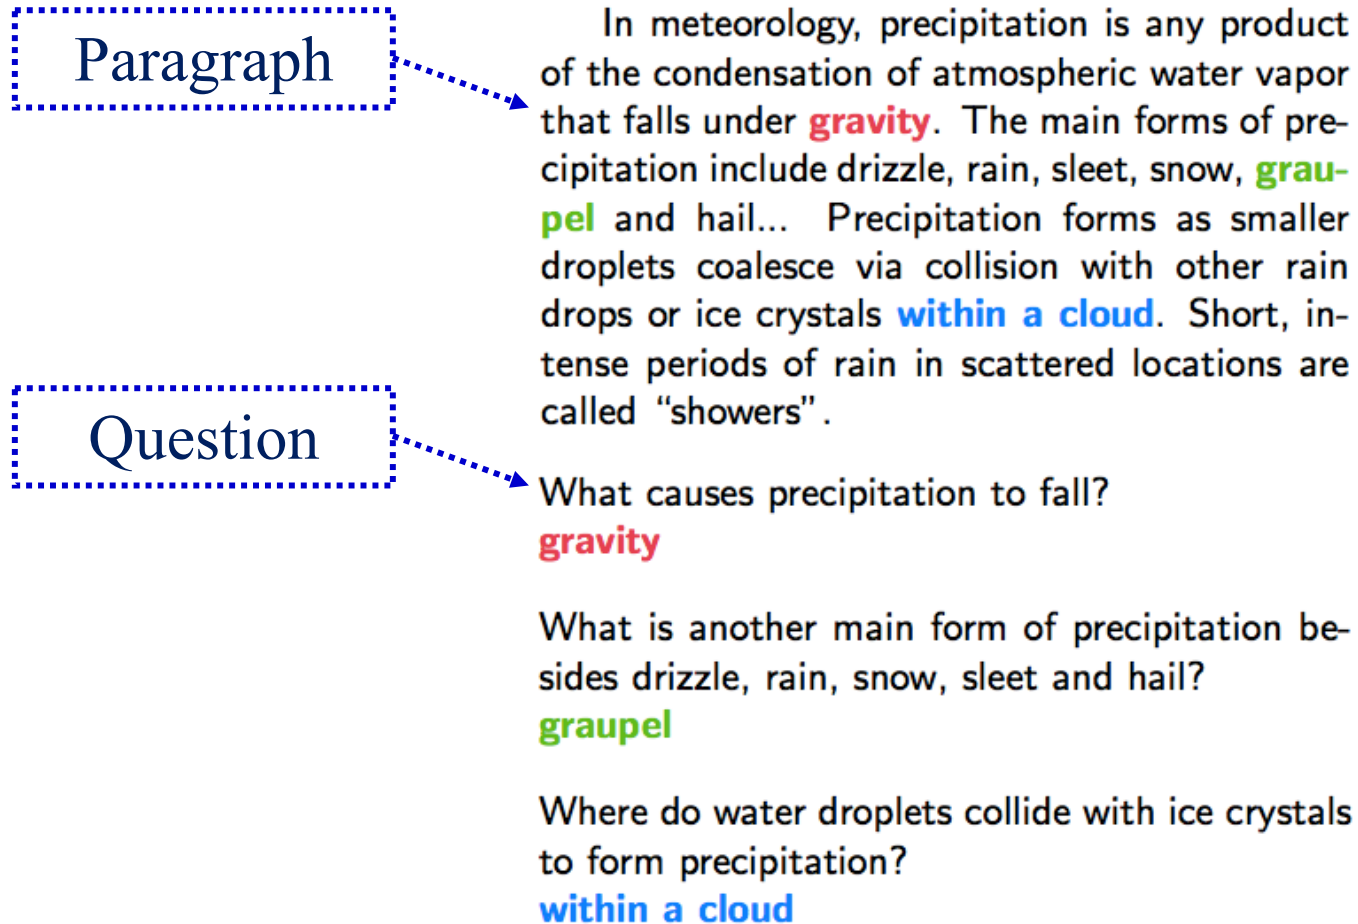 Paragraph
In meteorology, precipitation is any product
of the condensation of atmospheric water vapor
that falls under gravity. The main forms of pre-
cipitation include drizzle, rain, sleet, snow, grau-
pel and hail... Precipitation forms as smaller
droplets coalesce via collision with other rain
drops or ice crystals within a cloud. Short, in-
tense periods of rain in scattered locations are
called “showers”.
Question
What causes precipitation to fall?
gravity
What is another main form of precipitation be-
sides drizzle, rain, snow, sleet and hail?
graupel
Where do water droplets collide with ice crystals
to form precipitation?
within a cloud